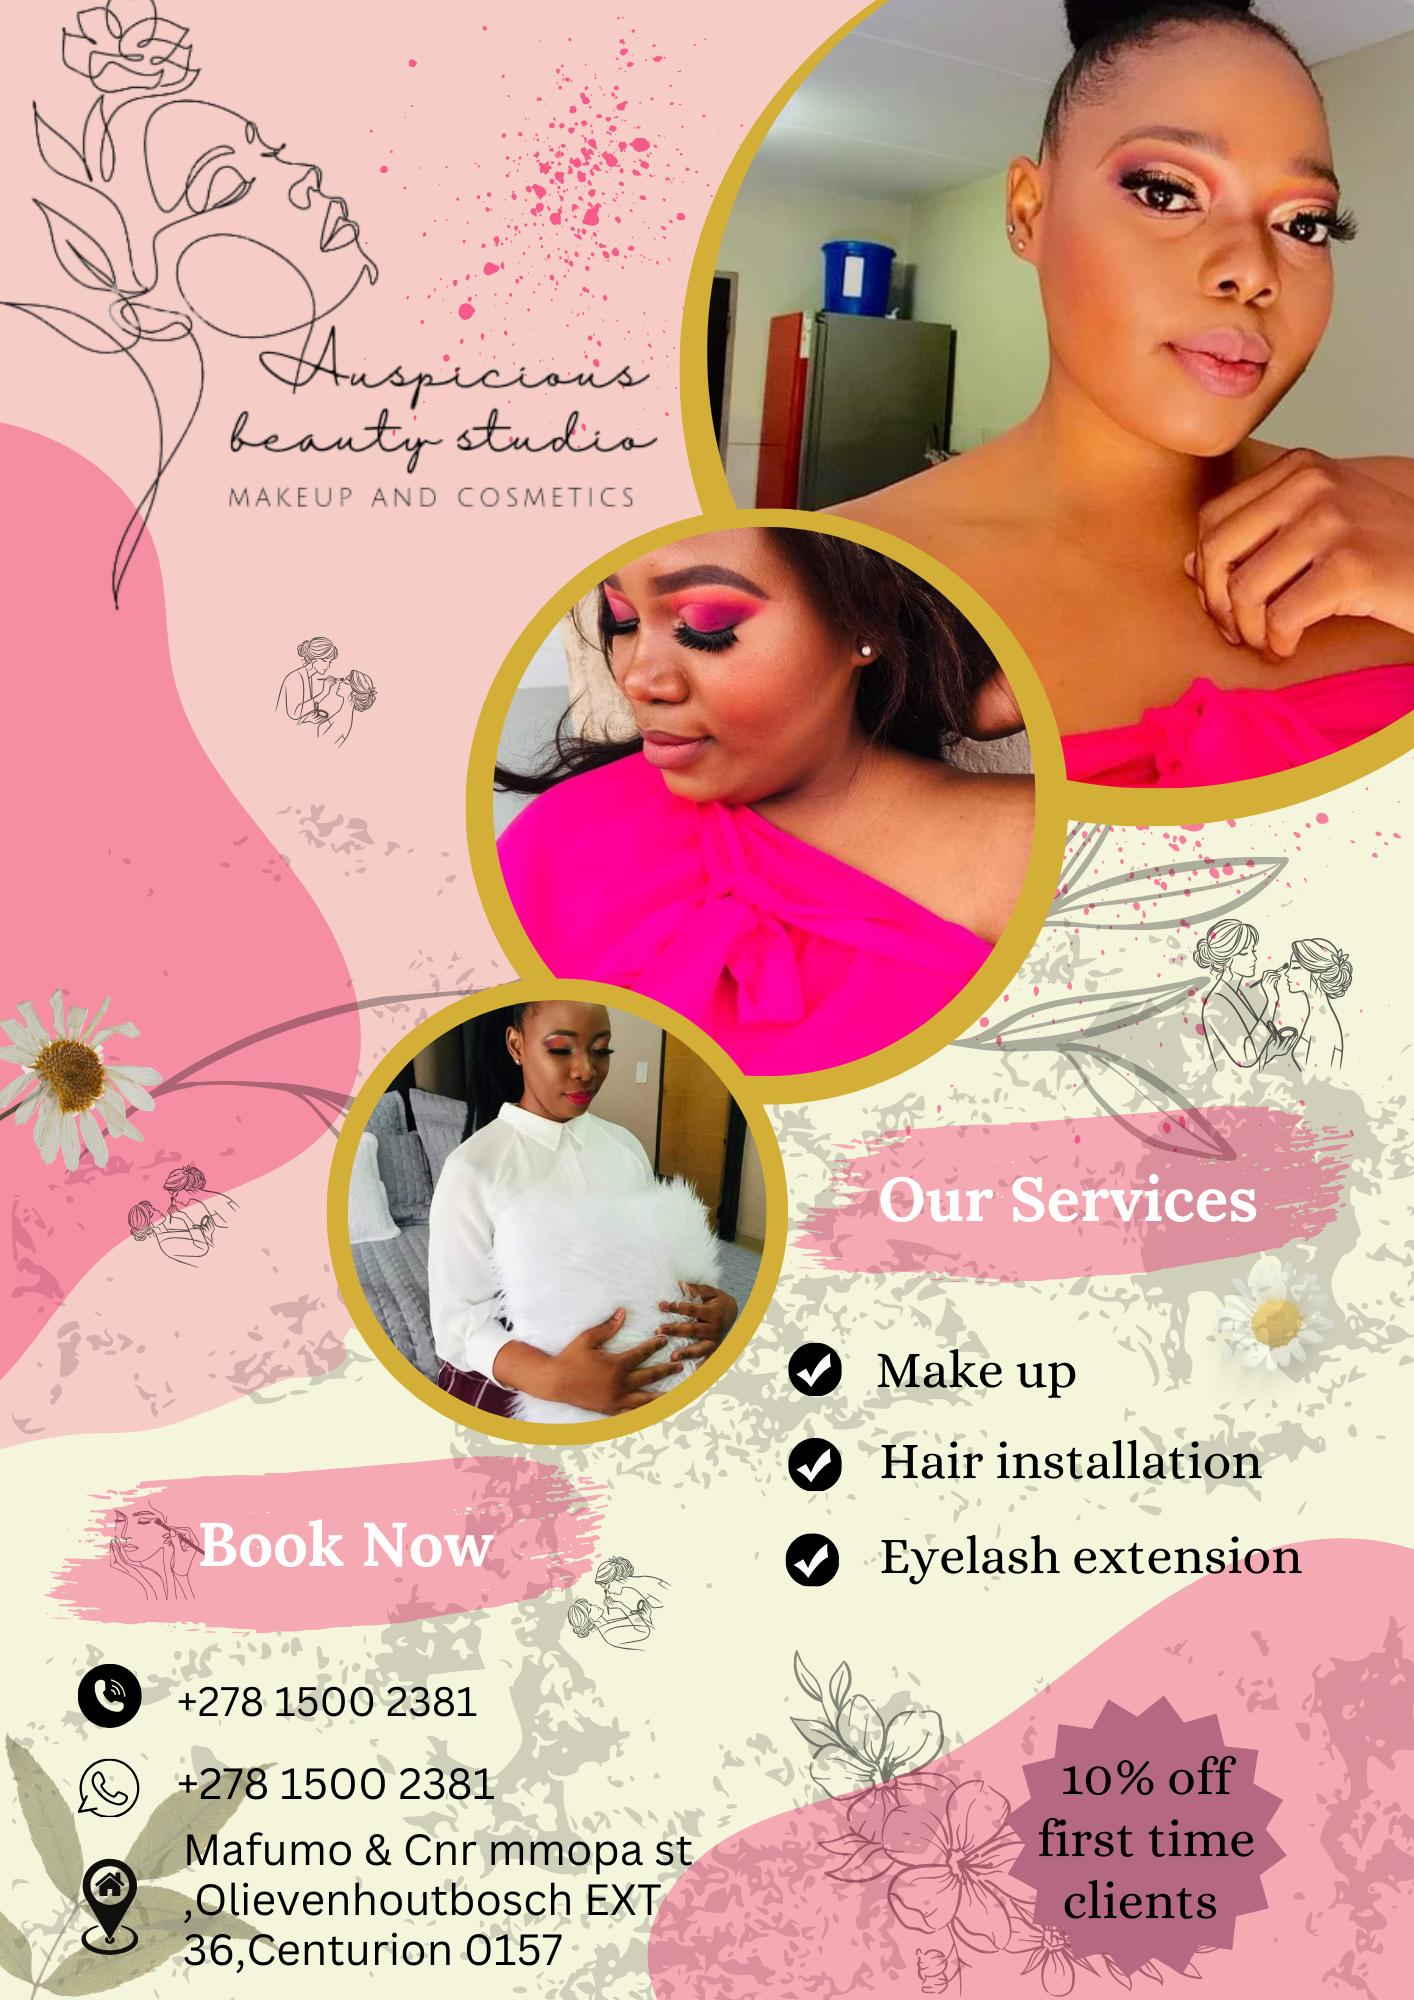 Auspicious
beauty studio
MAKEUP AND COSMETICS
Our Services
Make up
Hair installation
Eyelash extension
Book Now
+278 1500 2381
+278 1500 2381
Mafumo & Cnr mmopa st
,Olievenhoutbosch EXT
36,Centurion 0157
10% off
first time
clients